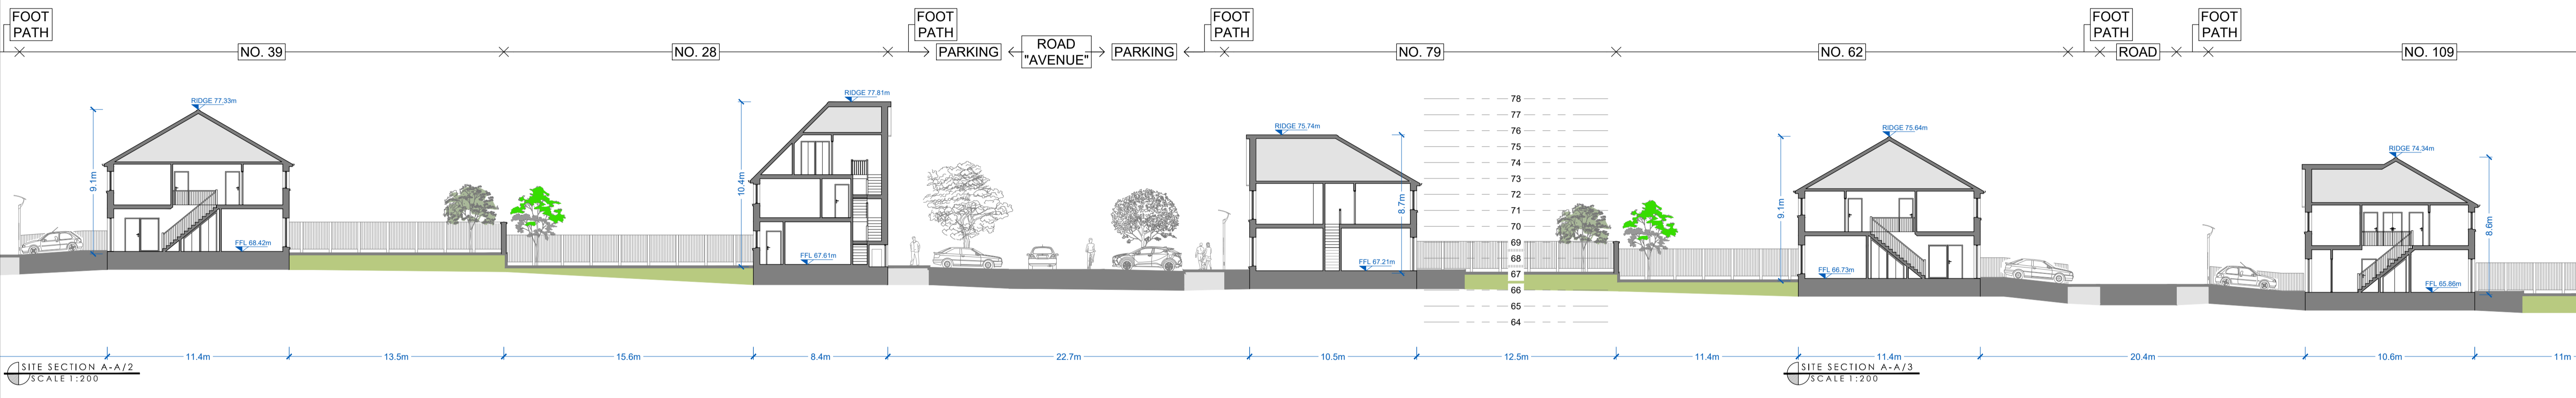 FOOT
PATH
NO. 39
NO. 28
FOOT
PATH
PARKING
ROAD
"AVENUE"
PARKING
FOOT
PATH
NO. 79
NO. 62
FOOT
PATH
ROAD
FOOT
PATH
NO. 109
RIDGE 77.33m
9.1m
FFL 68.42m
RIDGE 77.81m
10.4m
FFL 67.61m
RIDGE 75.74m
8.7m
FFL 67.21m
78
77
76
75
74
73
72
71
70
69
68
67
66
65
64
RIDGE 75.64m
9.1m
FFL 66.73m
RIDGE 74.34m
8.6m
FFL 65.86m
11.4m
13.5m
15.6m
8.4m
22.7m
10.5m
12.5m
11.4m
11.4m
20.4m
10.6m
11m
SITE SECTION A-A/2
SCALE 1:200
SITE SECTION A-A/3
SCALE 1:200